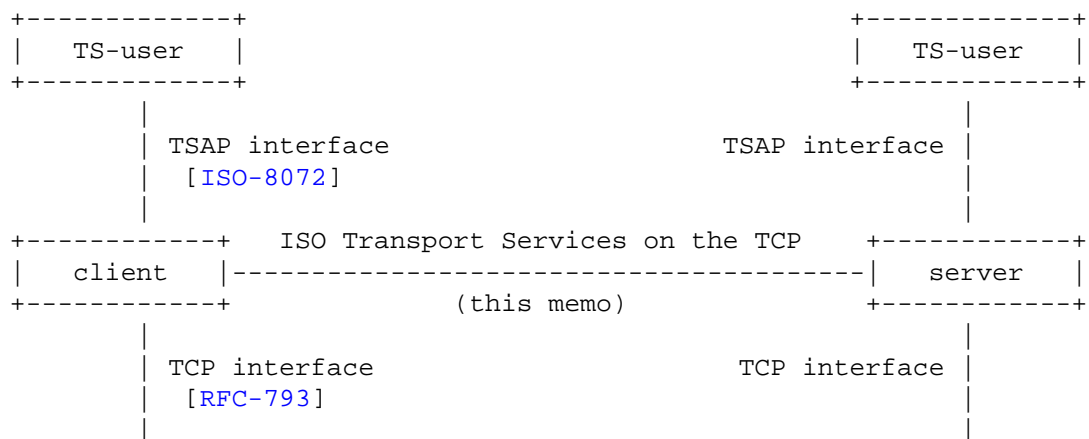 +-------------+                                      +-------------+
|   TS-user   |                                      |   TS-user   |
+-------------+                                      +-------------+
        |                                                   |
        | TSAP interface                     TSAP interface |
        |  [ISO-8072]                                       |
        |                                                   |
+------------+   ISO Transport Services on the TCP    +------------+
|   client   |----------------------------------------|   server   |
+------------+              (this memo)               +------------+
        |                                                   |
        | TCP interface                       TCP interface |
        |  [RFC-793]                                        |
        |                                                   |